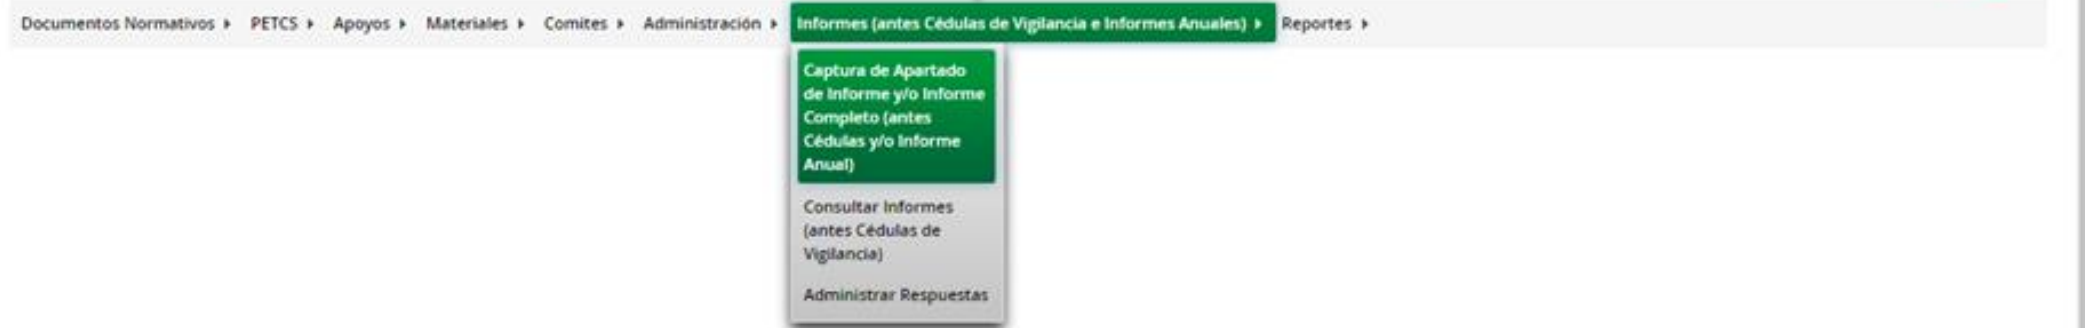 Documentos Normativos PETCS Apoyos Materiales Comites Administración Informes (antes Cédulas de Vigilancia e Informes Anuales) Reportes
Captura de Apartado
de Informe y/o Informe
Completo (antes
Cédulas y/o Informe
Anual)
Consultar Informes
(antes Cédulas de
Vigilancia)
Administrar Respuestas